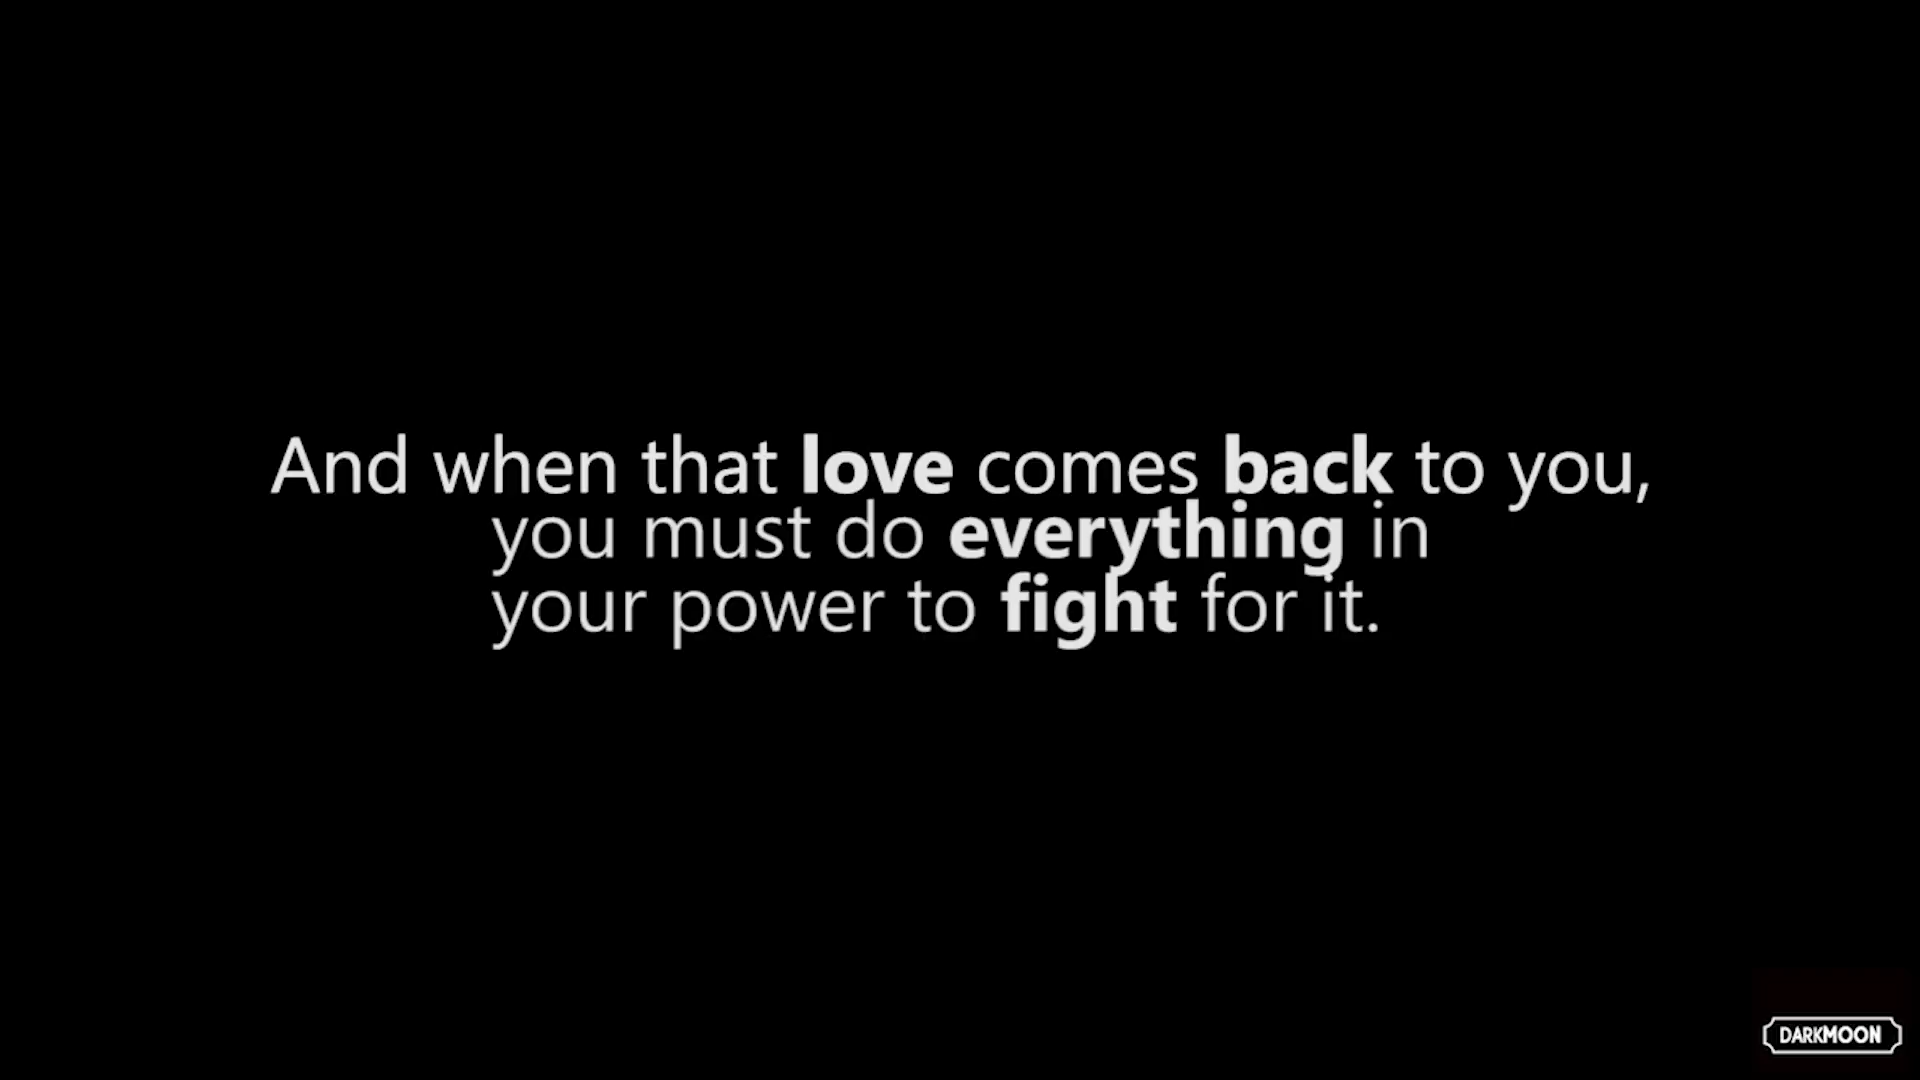 And when that love comes back to you,
you must do everything in
your power to fight for it.
DARKMOON